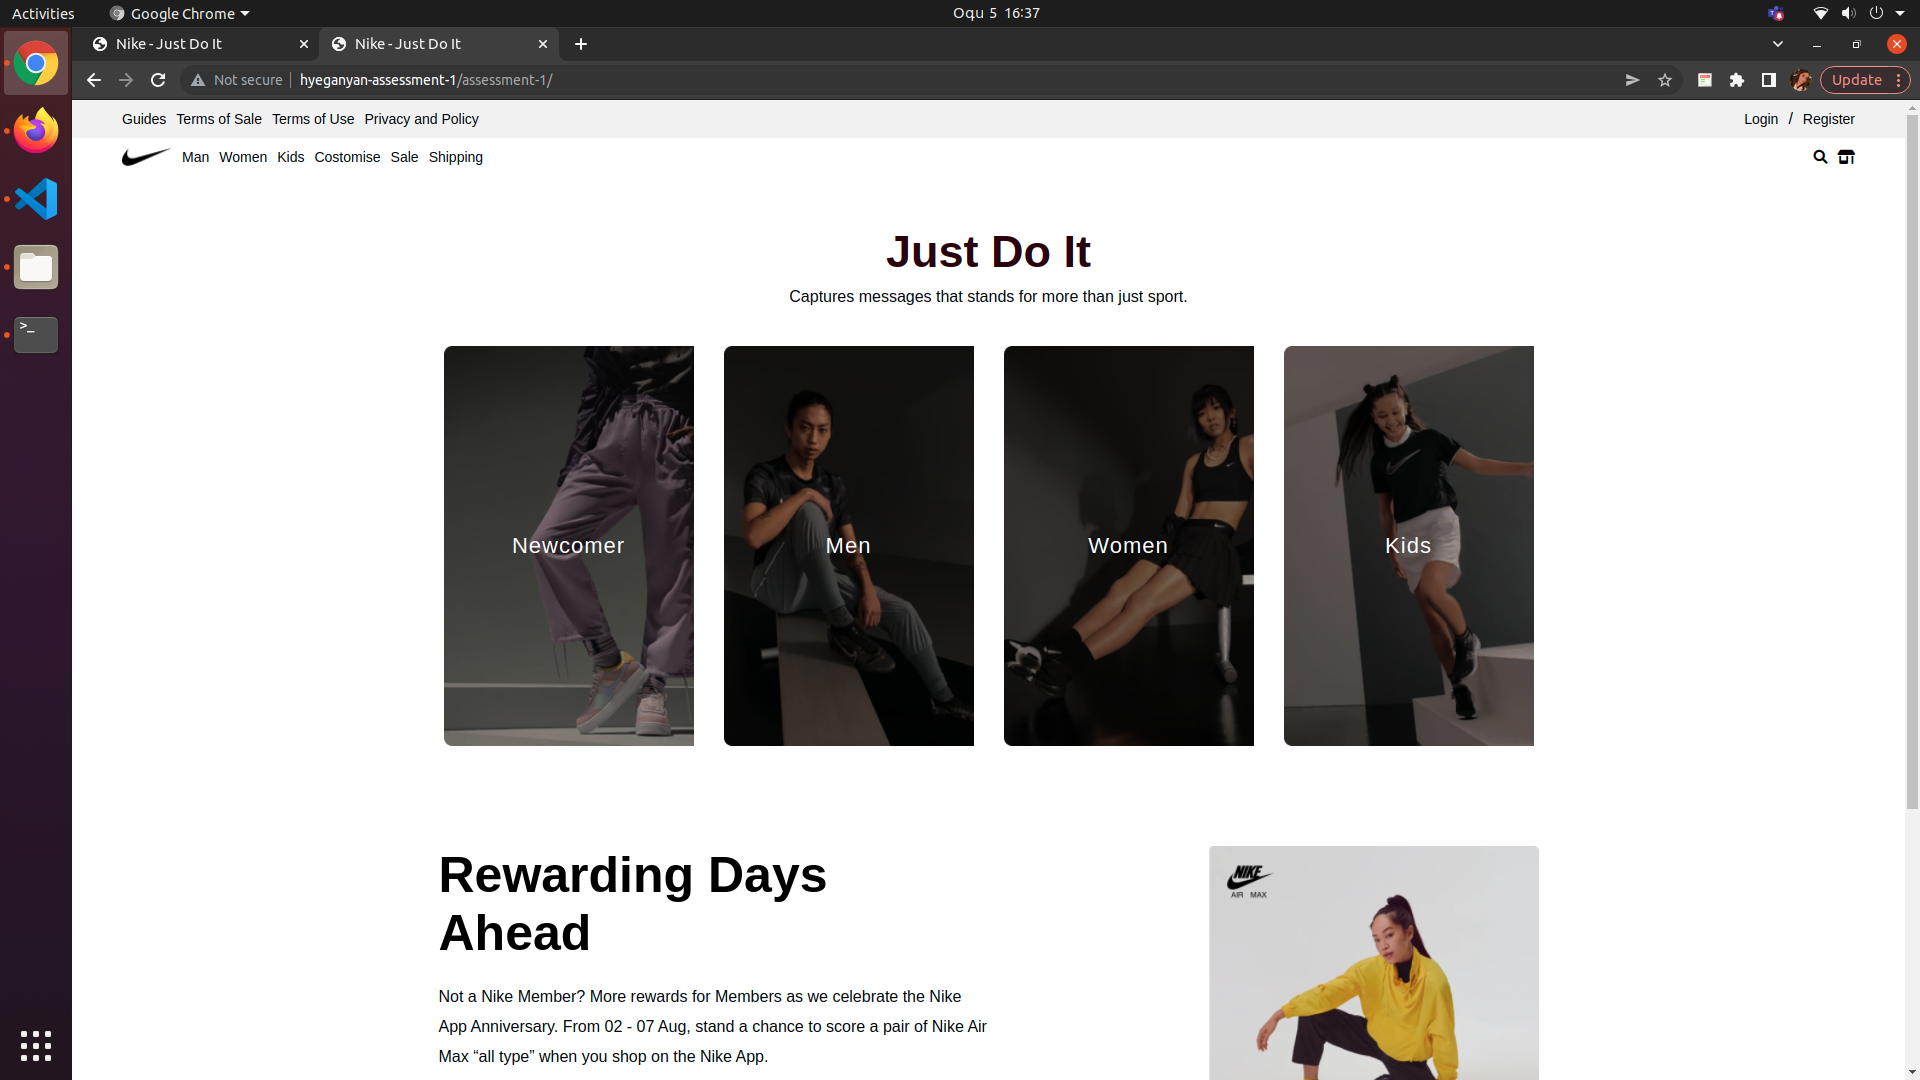 Activities
Google Chrome
Օգս 5 16:37
Nike - Just Do It
Nike - Just Do It
Not secure
hyeganyan-assessment-1/assessment-1/
Update
Guides Terms of Sale Terms of Use Privacy and Policy
Login / Register
Man Women Kids Costomise Sale Shipping
Just Do It
Captures messages that stands for more than just sport.
Newcomer
Men
Women
Kids
Rewarding Days
Ahead
Not a Nike Member? More rewards for Members as we celebrate the Nike
App Anniversary. From 02 - 07 Aug, stand a chance to score a pair of Nike Air
Max “all type” when you shop on the Nike App.
NIKE
AIR MAX